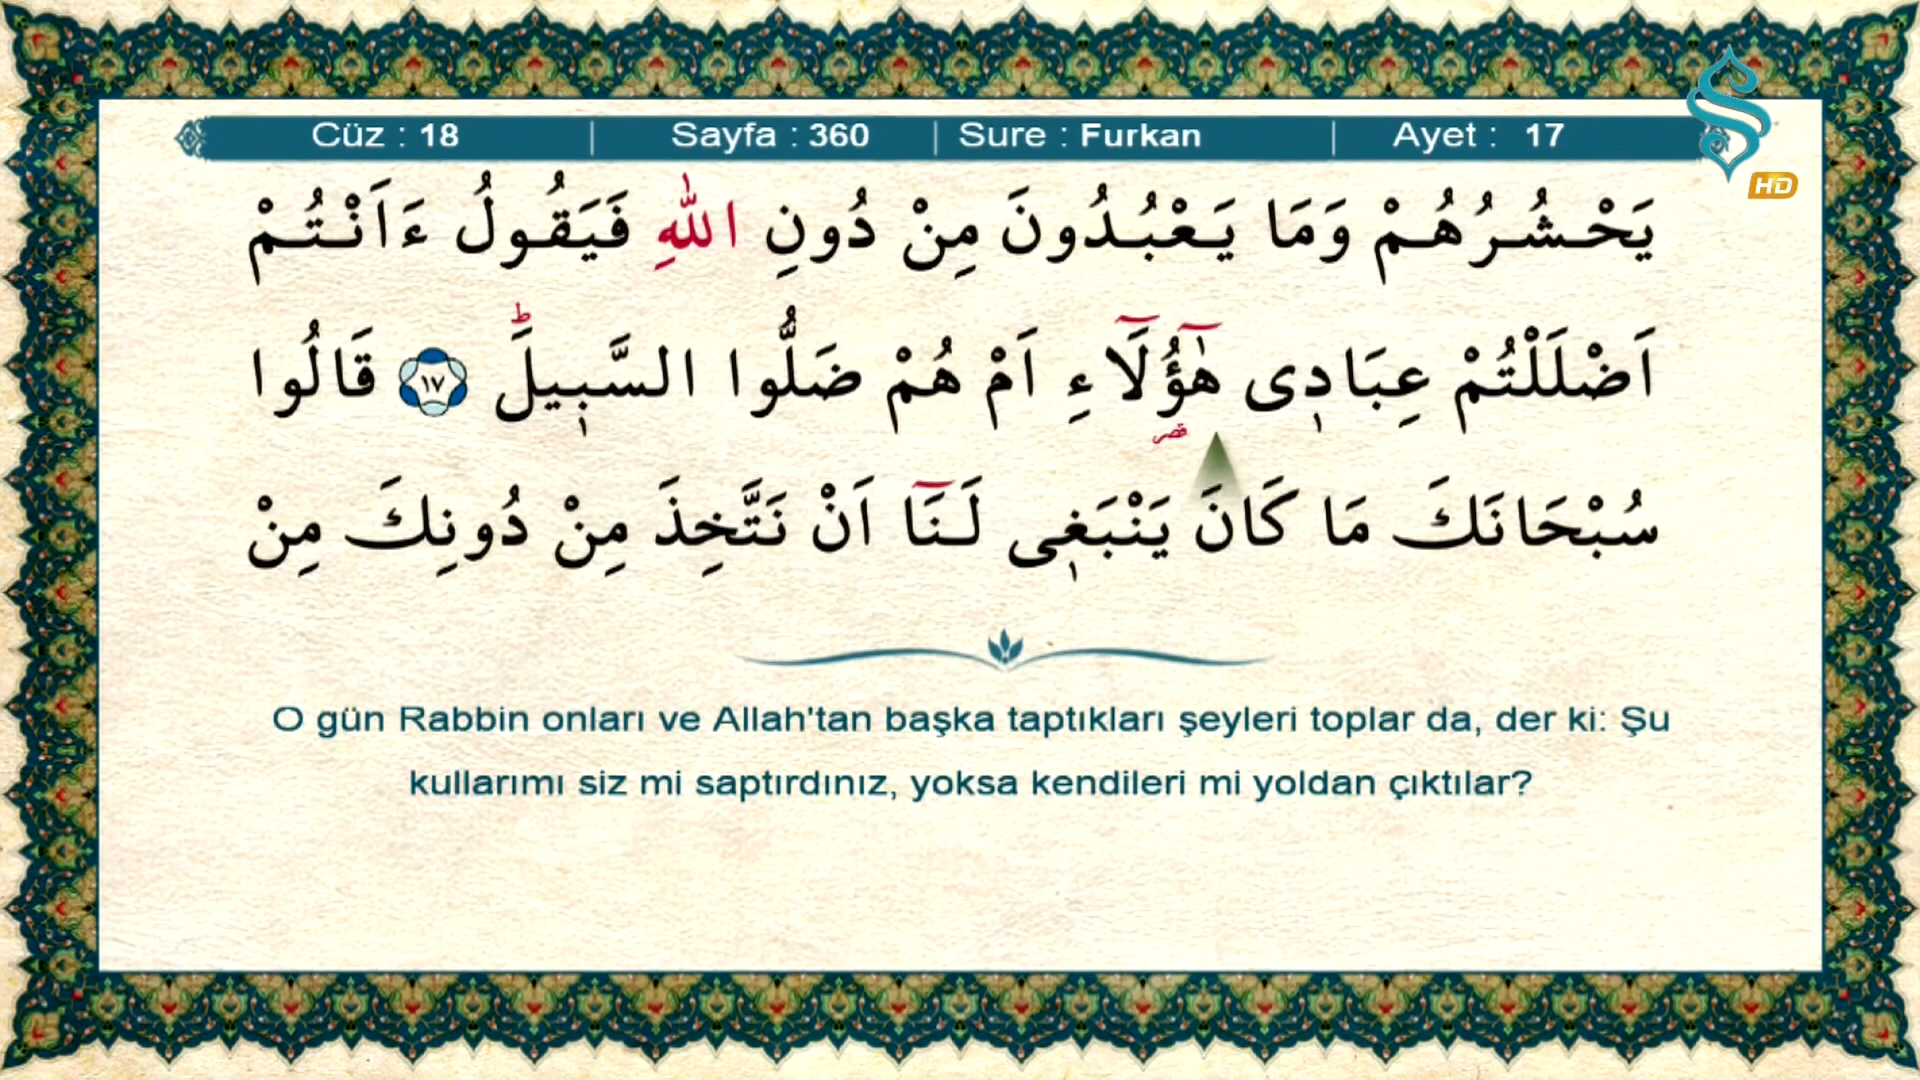 Cüz : 18 | Sayfa : 360 | Sure : Furkan | Ayet : 17
HD
يَحْشُرُهُمْ وَمَا يَعْبُدُونَ مِنْ دُونِ اللّٰهِ فَيَقُولُ ءَاَنْتُمْ
اَضْلَلْتُمْ عِبَادٖى هٰٓؤُلَٓاءِ اَمْ هُمْ ضَلُّوا السَّبٖيلَؕ ١٧ قَالُوا
قصر
سُبْحَانَكَ مَا كَانَ يَنْبَغٖى لَنَٓا اَنْ نَتَّخِذَ مِنْ دُونِكَ مِنْ
O gün Rabbin onları ve Allah'tan başka taptıkları şeyleri toplar da, der ki: Şu
kullarımı siz mi saptırdınız, yoksa kendileri mi yoldan çıktılar?